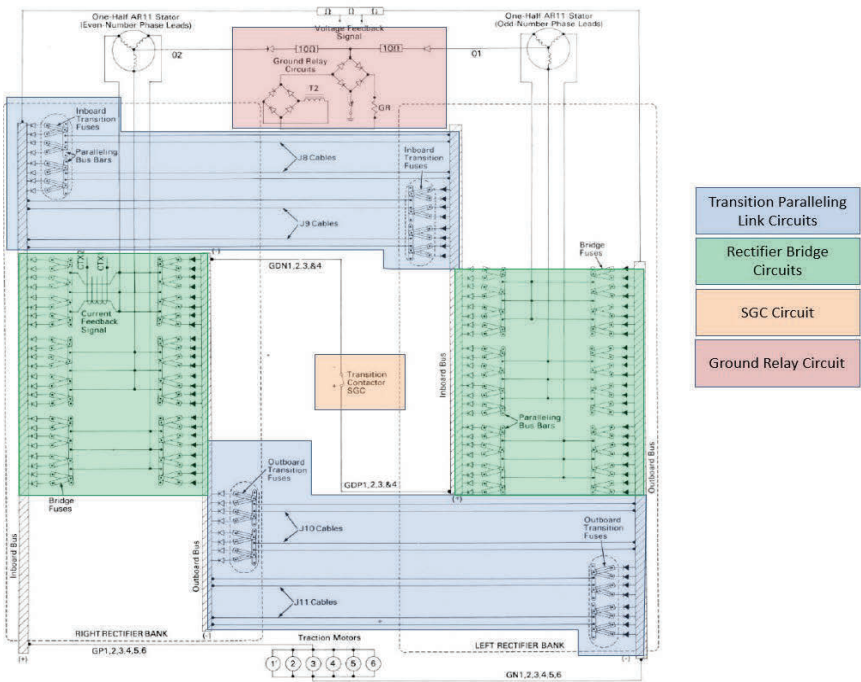 One-Half AR11 Stator
(Even-Number Phase Leads)
One-Half AR11 Stator
(Odd-Number Phase Leads)
Voltage Feedback
Signal
02
10Ω
10Ω
01
Ground Relay
Circuits
T2
GR
Inboard
Transition
Fuses
Paralleling
Bus Bars
J8 Cables
Inboard
Transition
Fuses
J9 Cables
Transition Paralleling
Link Circuits
Rectifier Bridge
Circuits
SGC Circuit
Ground Relay Circuit
(-)
GDN1,2,3,&4
Bridge
Fuses
CTX2
CTX1
Current
Feedback
Signal
Transition
Contactor
SGC
Inboard Bus
Paralleling
Bus Bars
Outboard Bus
Outboard
Transition
Fuses
GDP1,2,3,&4
(+)
Bridge
Fuses
J10 Cables
Outboard
Transition
Fuses
Inboard Bus
Outboard Bus
J11 Cables
RIGHT RECTIFIER BANK
(-)
Traction Motors
LEFT RECTIFIER BANK
(+)
GP1,2,3,4,5,6
1 2 3 4 5 6
(-)
GN1,2,3,4,5,6